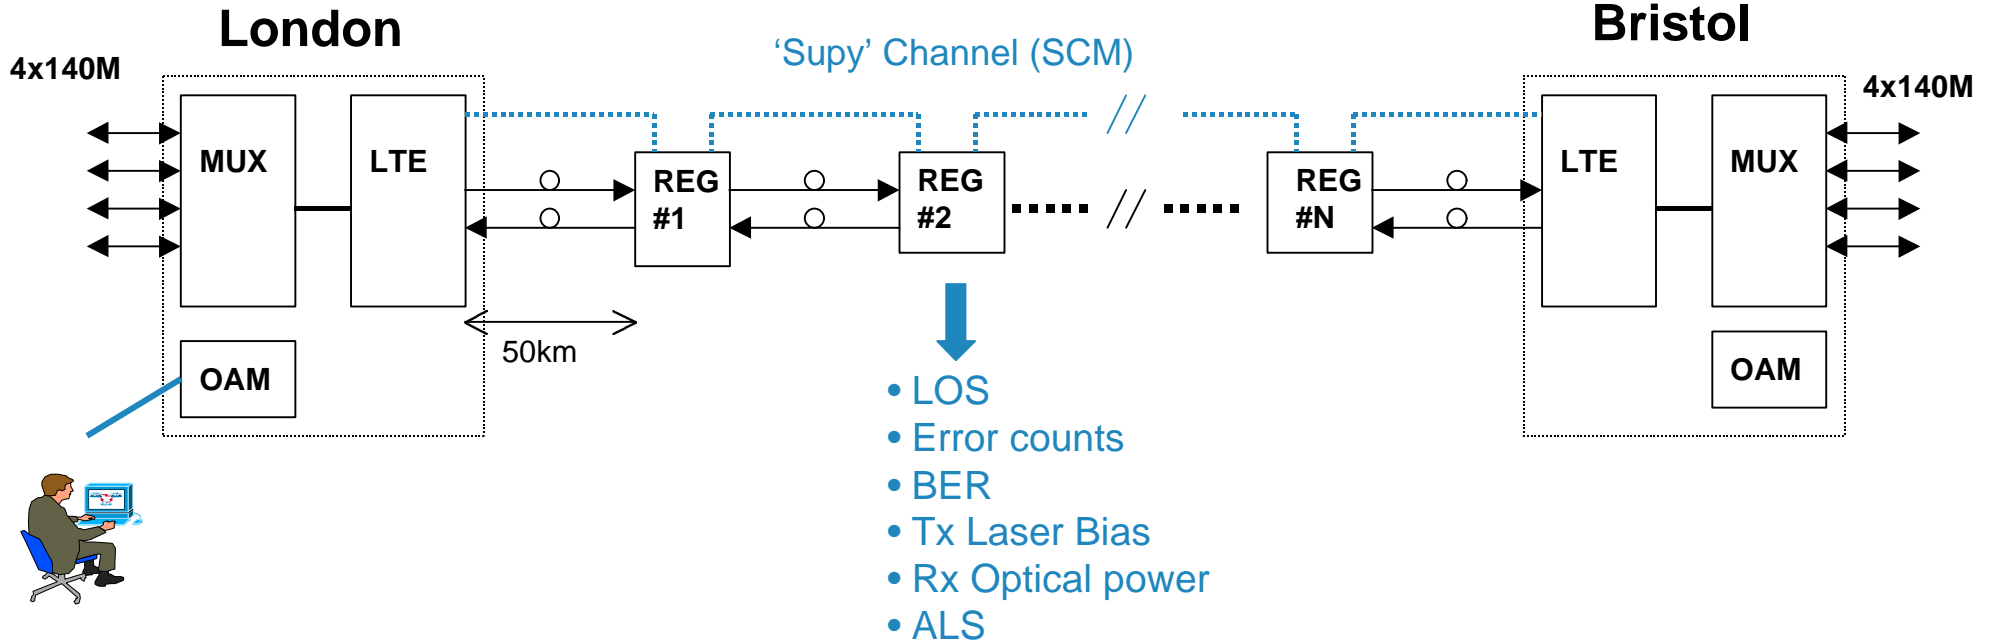 London
Bristol
'Supy' Channel (SCM)
4x140M
4x140M
MUX
LTE
REG
#1
REG
#2
REG
#N
LTE
MUX
50km
OAM
OAM
• LOS
• Error counts
• BER
• Tx Laser Bias
• Rx Optical power
• ALS